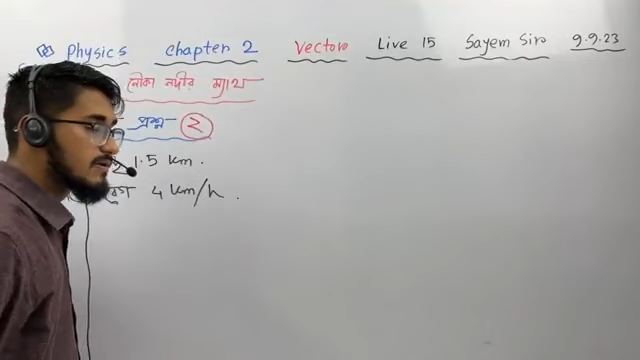 Physics Chapter 2 Vector Live 15 Sayem Sir 9.9.23
নৌকা নদীর ম্যাথ
প্রশ্ন- ২
1.5 km.
4 km/h.